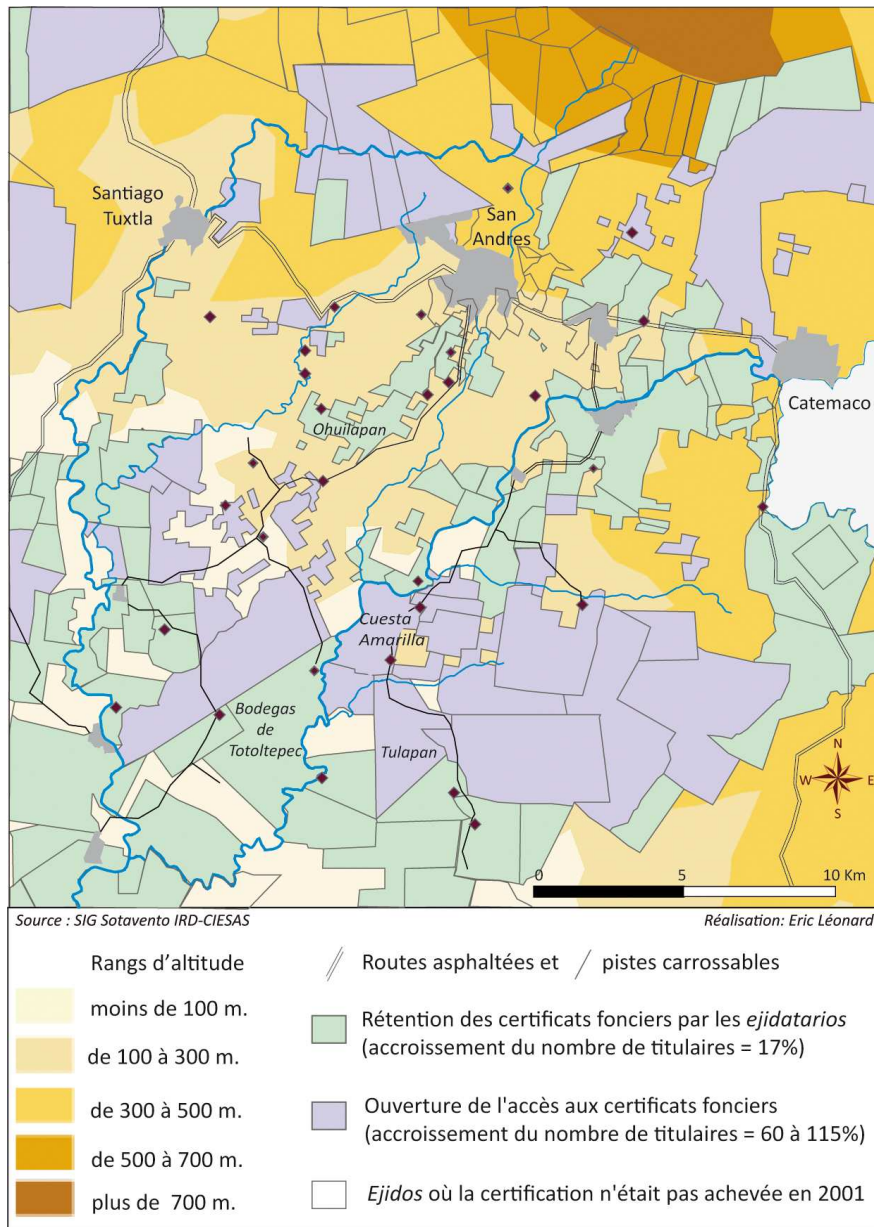 Santiago
Tuxtla
San
Andres
Catemaco
Ohuilapan
Cuesta
Amarilla
Bodegas
de
Totoltepec
Tulapan
N
W E
S
0 5 10 Km
Source : SIG Sotavento IRD-CIESAS
Réalisation: Eric Léonard
Rangs d'altitude
moins de 100 m.
de 100 à 300 m.
de 300 à 500 m.
de 500 à 700 m.
plus de 700 m.
Routes asphaltées et pistes carrossables
Rétention des certificats fonciers par les ejidatarios
(accroissement du nombre de titulaires = 17%)
Ouverture de l'accès aux certificats fonciers
(accroissement du nombre de titulaires = 60 à 115%)
Ejidos où la certification n'était pas achevée en 2001